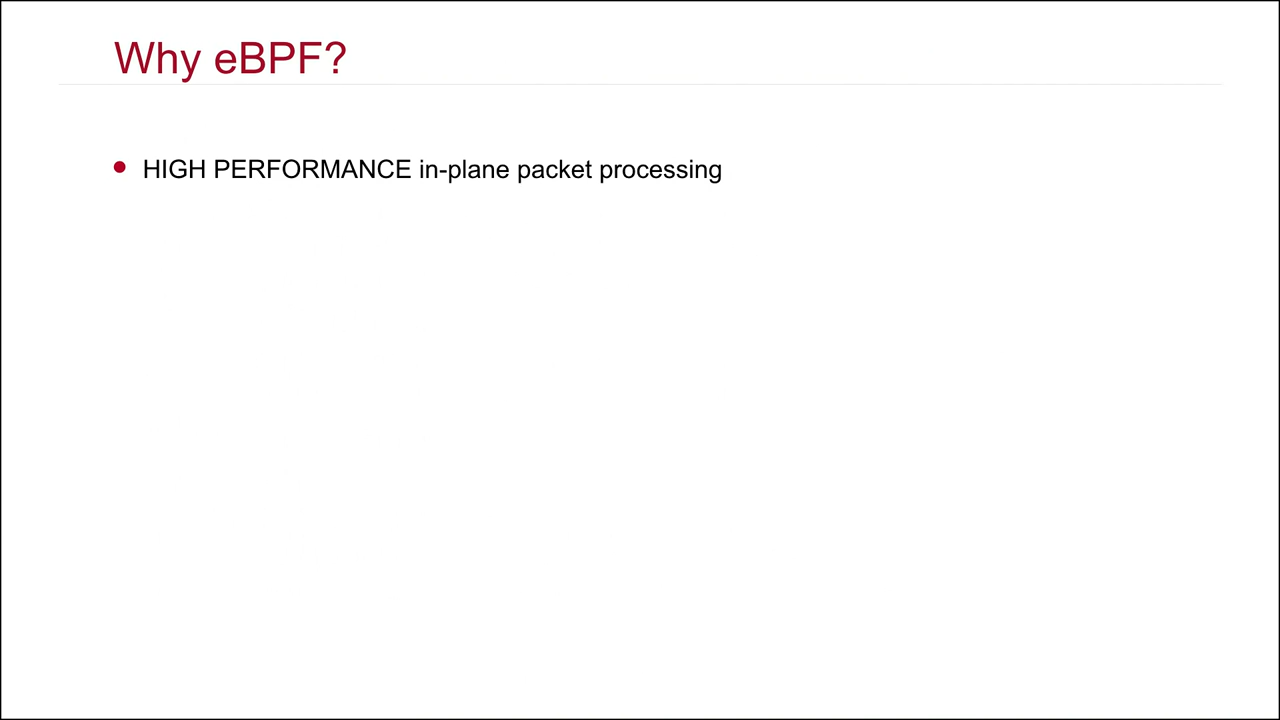 Why eBPF?
HIGH PERFORMANCE in-plane packet processing